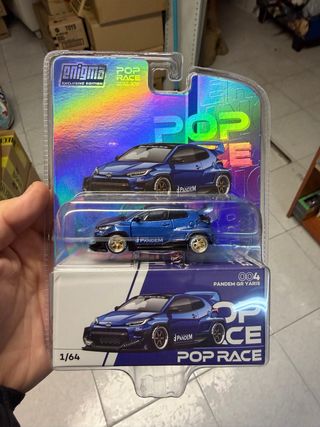 enigma
EXCLUSIVE EDITION
POP
RACE
POP
RACE
PANDEM
PANDEM
004
PANDEM GR YARIS
PANDEM
POP
RACE
1/64
POP RACE